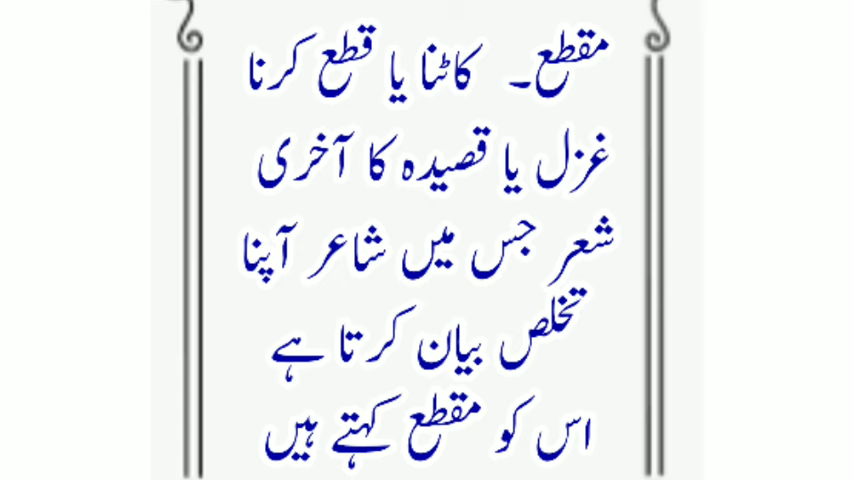 مقطع۔ کاٹنا یا قطع کرنا
غزل یا قصیدہ کا آخری
شعر جس میں شاعر آپنا
تخلص بیان کرتا ہے
اس کو مقطع کہتے ہیں